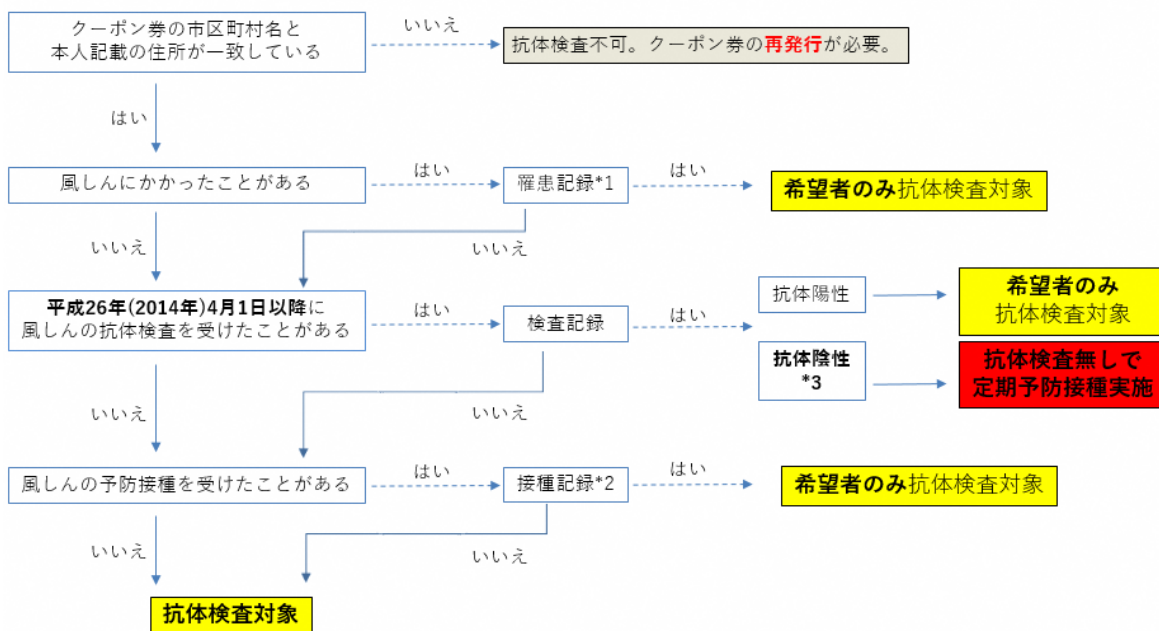 クーポン券の市区町村名と
本人記載の住所が一致している
いいえ
抗体検査不可。クーポン券の再発行が必要。
はい
風しんにかかったことがある
はい
罹患記録*1
はい
希望者のみ抗体検査対象
いいえ
いいえ
平成26年(2014年)4月1日以降に
風しんの抗体検査を受けたことがある
はい
検査記録
はい
抗体陽性
希望者のみ
抗体検査対象
抗体陰性
*3
抗体検査無しで
定期予防接種実施
いいえ
いいえ
風しんの予防接種を受けたことがある
はい
接種記録*2
はい
希望者のみ抗体検査対象
いいえ
いいえ
抗体検査対象